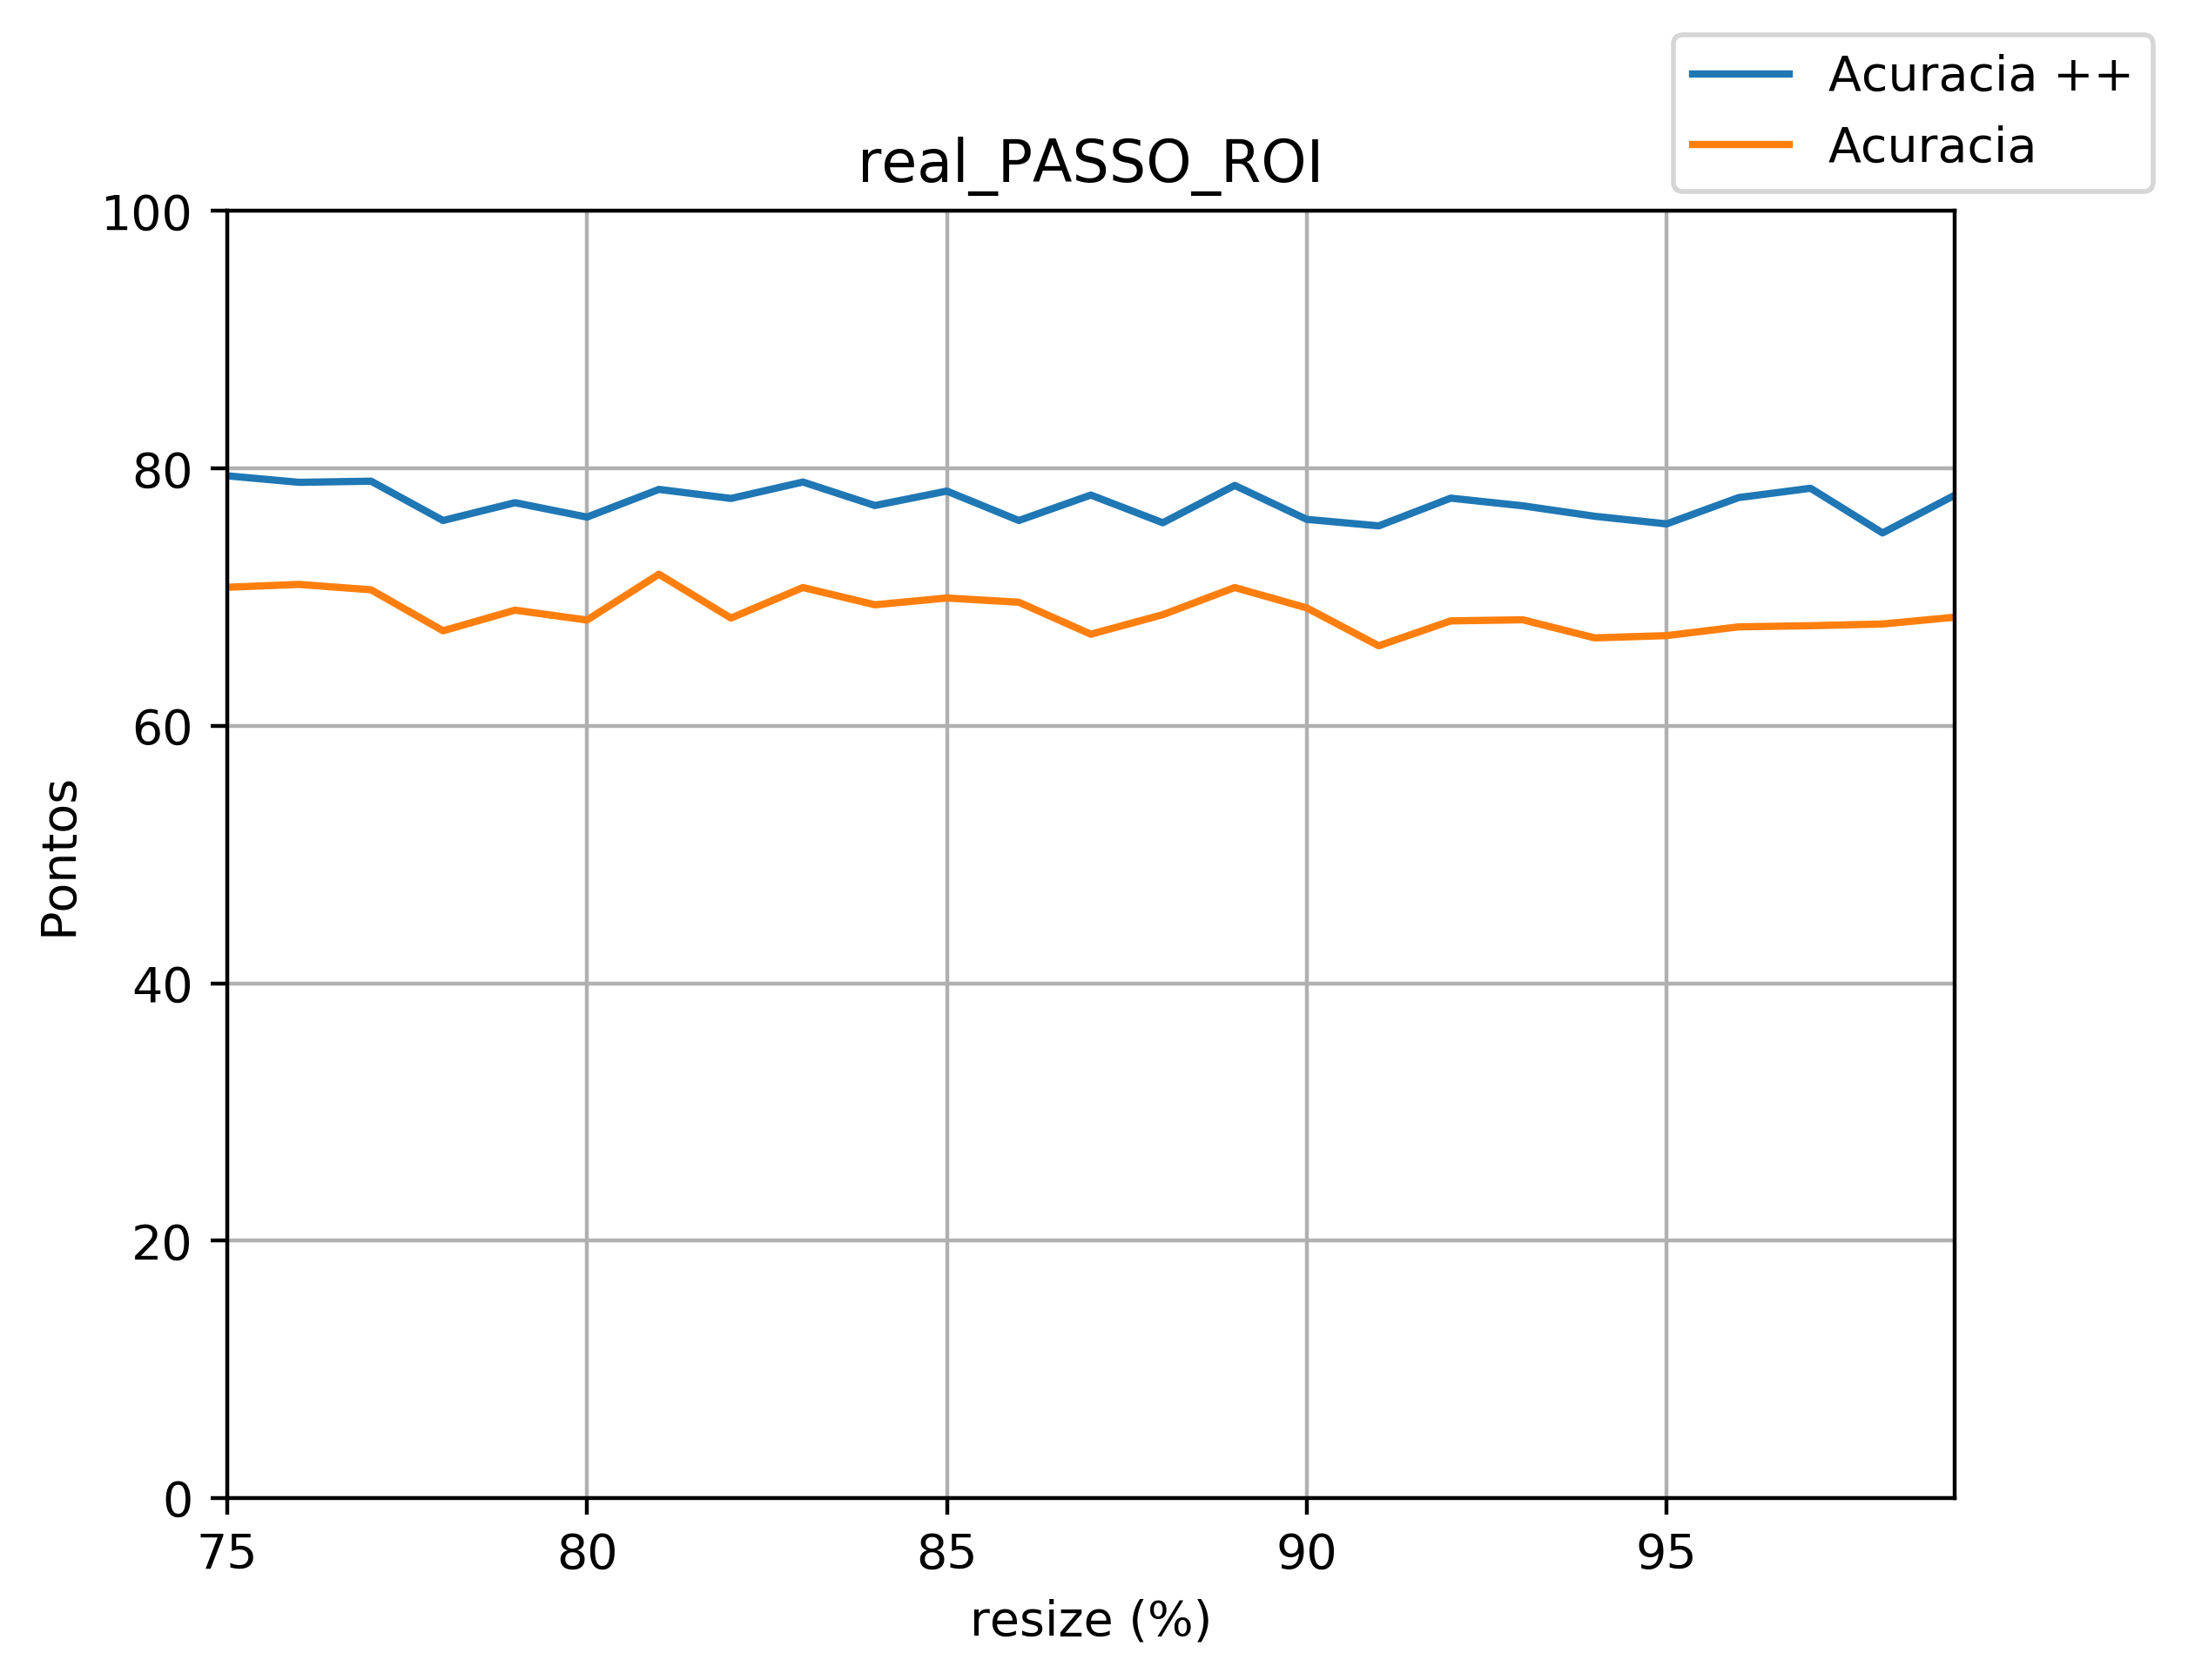 Acuracia ++
Acuracia
real_PASSO_ROI
100
80
60
40
20
0
Pontos
75 80 85 90 95
resize (%)